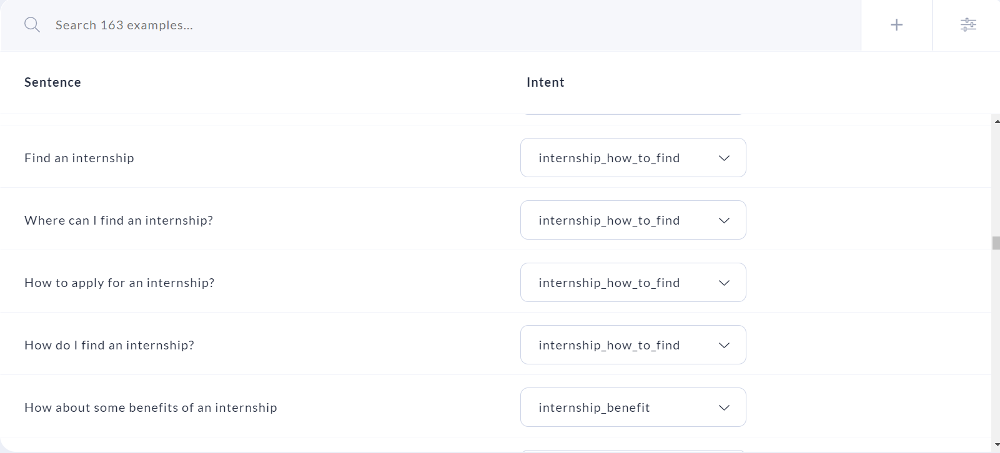 Search 163 examples...
Sentence Intent
Find an internship internship_how_to_find
Where can I find an internship? internship_how_to_find
How to apply for an internship? internship_how_to_find
How do I find an internship? internship_how_to_find
How about some benefits of an internship internship_benefit